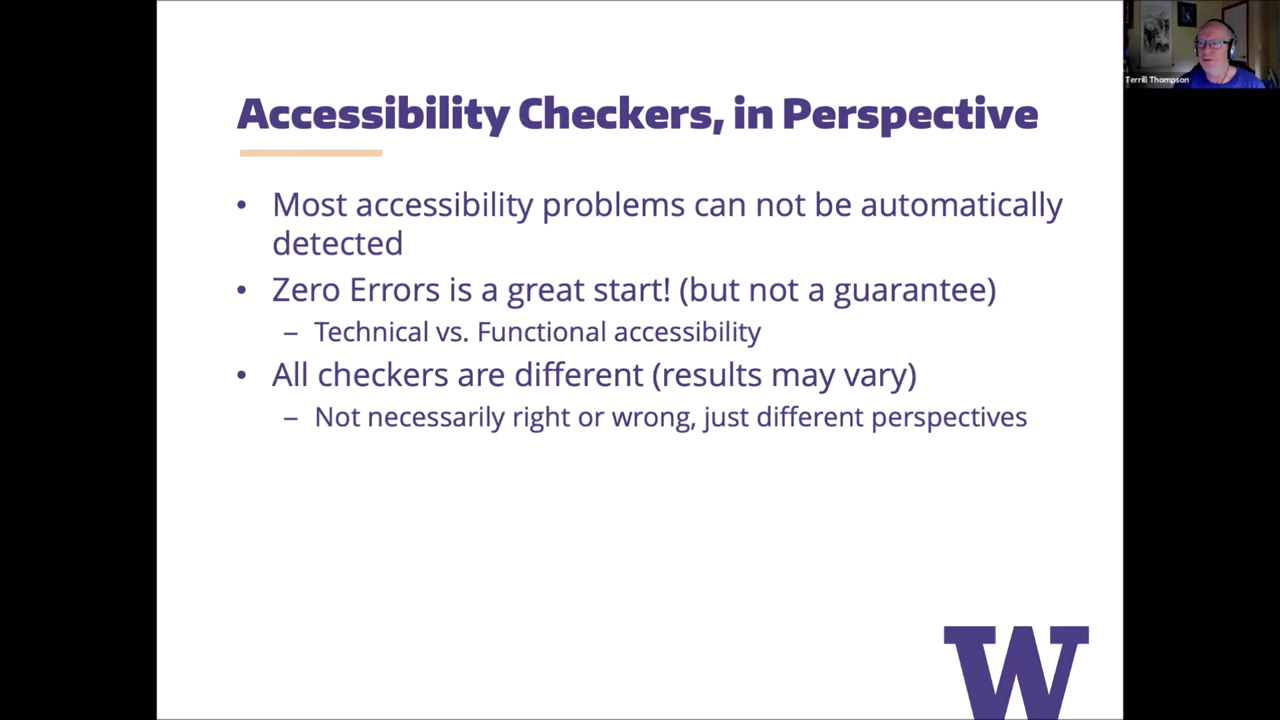 Accessibility Checkers, in Perspective
• Most accessibility problems can not be automatically
detected
• Zero Errors is a great start! (but not a guarantee)
– Technical vs. Functional accessibility
• All checkers are different (results may vary)
– Not necessarily right or wrong, just different perspectives
W
Terrill Thompson